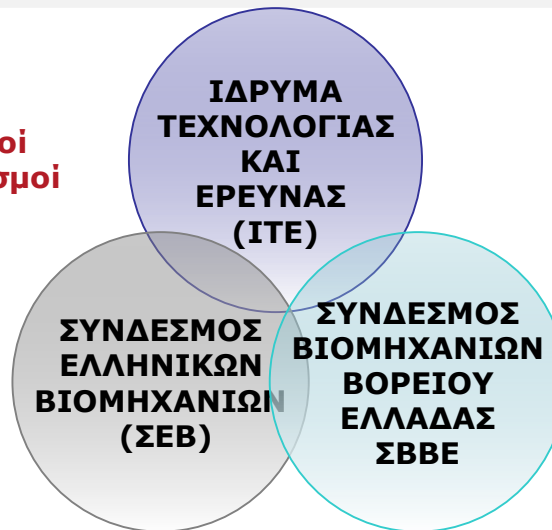 ΙΔΡΥΜΑ
ΤΕΧΝΟΛΟΓΙΑΣ
ΚΑΙ
ΕΡΕΥΝΑΣ
(ΙΤΕ)
ΣΥΝΔΕΣΜΟΣ
ΕΛΛΗΝΙΚΩΝ
ΒΙΟΜΗΧΑΝΙΩΝ
(ΣΕΒ)
ΣΥΝΔΕΣΜΟΣ
ΒΙΟΜΗΧΑΝΙΩΝ
ΒΟΡΕΙΟΥ
ΕΛΛΑΔΑΣ
ΣΒΒΕ